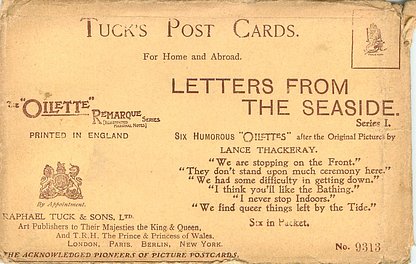 TUCK'S POST CARDS.
For Home and Abroad.
LETTERS FROM
THE SEASIDE.
Series I.
THE "OILETTE" REMARQUE SERIES
[ILLUSTRATED MARGINAL NOTES]
PRINTED IN ENGLAND
SIX HUMOROUS "OILETTES" after the Original Pictures by
LANCE THACKERAY.
"We are stopping on the Front."
"They don't stand upon much ceremony here."
"We had some difficulty in getting down."
"I think you'll like the Bathing."
"I never stop Indoors."
"We find queer things left by the Tide."
Six in Packet.
By Appointment.
RAPHAEL TUCK & SONS, LTD.
Art Publishers to Their Majesties the King & Queen,
And T.R.H. The Prince & Princess of Wales.
LONDON, PARIS, BERLIN, NEW YORK.
No. 9313
THE ACKNOWLEDGED PIONEERS OF PICTURE POSTCARDS.